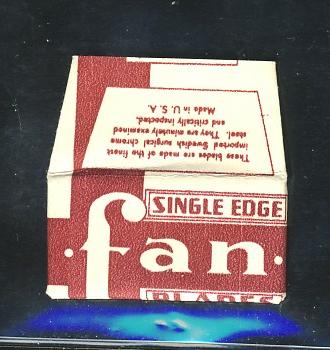 These blades are made of the finest
imported Swedish surgical chrome
steel. They are minutely examined
and critically inspected.
Made in U. S. A.
SINGLE EDGE
·fan·
BLADES